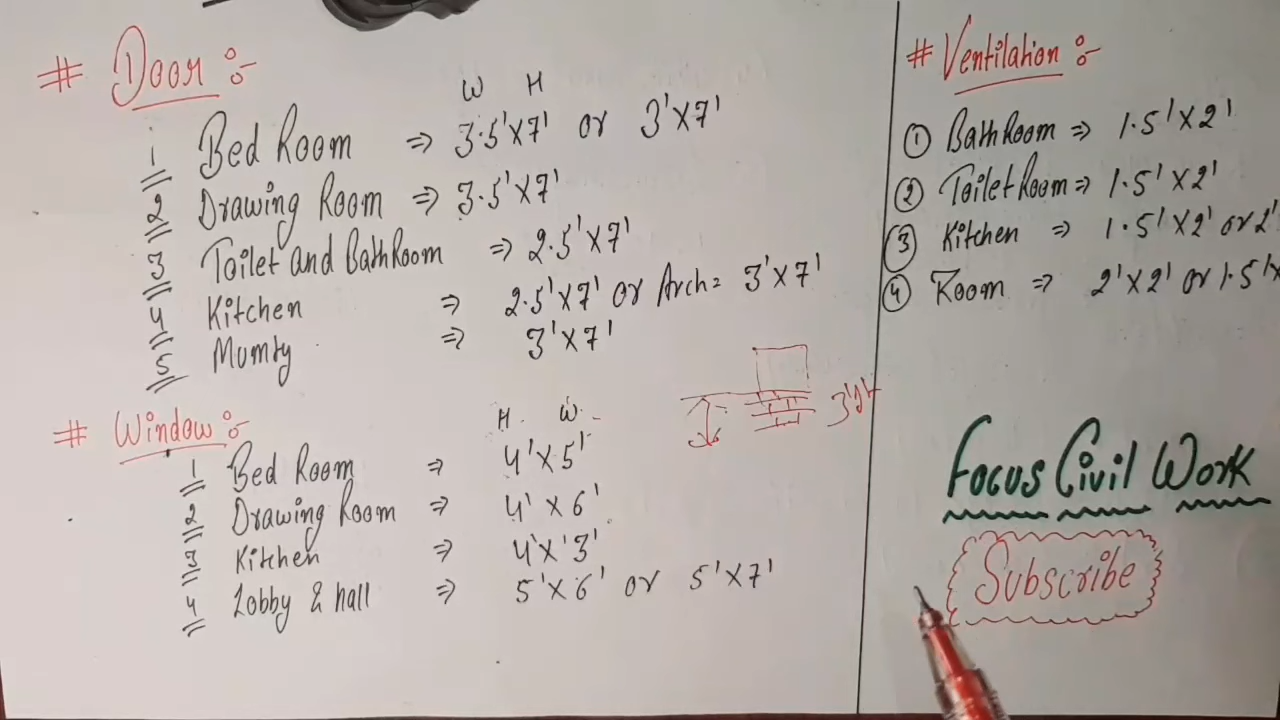 # Door :-
W H
1 Bed Room ⇒ 3.5'X7' or 3'X7'
2 Drawing Room ⇒ 3.5'X7'
3 Toilet and BathRoom ⇒ 2.5'X7'
4 Kitchen ⇒ 2.5'X7' or Arch= 3'X7'
5 Mumty ⇒ 3'X7'
# Window :-
H. W.
1 Bed Room ⇒ 4'X5'
2 Drawing Room ⇒ 4'X6'
3 Kitchen ⇒ 4'X'3'
4 Lobby & hall ⇒ 5'X6' or 5'X7'
# Ventilation :-
① BathRoom ⇒ 1.5'X2'
② ToiletRoom ⇒ 1.5'X2'
③ Kitchen ⇒ 1.5'X2' or 2'
④ Room ⇒ 2'X2' or 1.5'X
Focus Civil Work
Subscribe